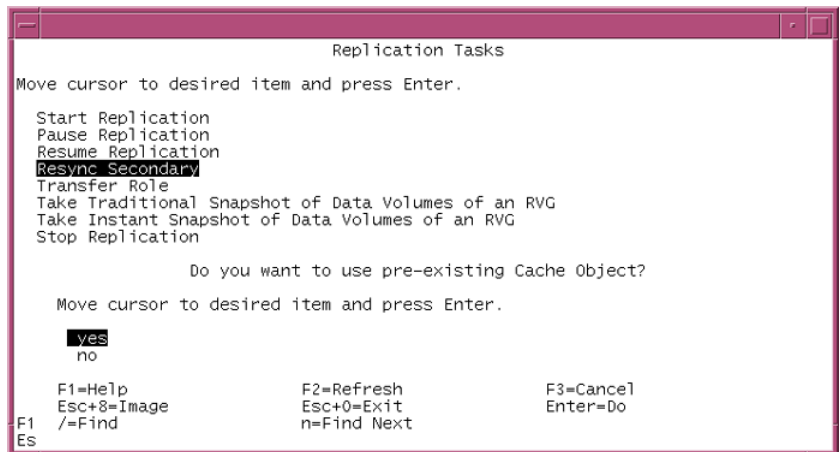 Replication Tasks
Move cursor to desired item and press Enter.
Start Replication
Pause Replication
Resume Replication
Resync Secondary
Transfer Role
Take Traditional Snapshot of Data Volumes of an RVG
Take Instant Snapshot of Data Volumes of an RVG
Stop Replication
Do you want to use pre-existing Cache Object?
Move cursor to desired item and press Enter.
yes
no
F1=Help F2=Refresh F3=Cancel
Esc+8=Image Esc+0=Exit Enter=Do
F1 /=Find n=Find Next
Es